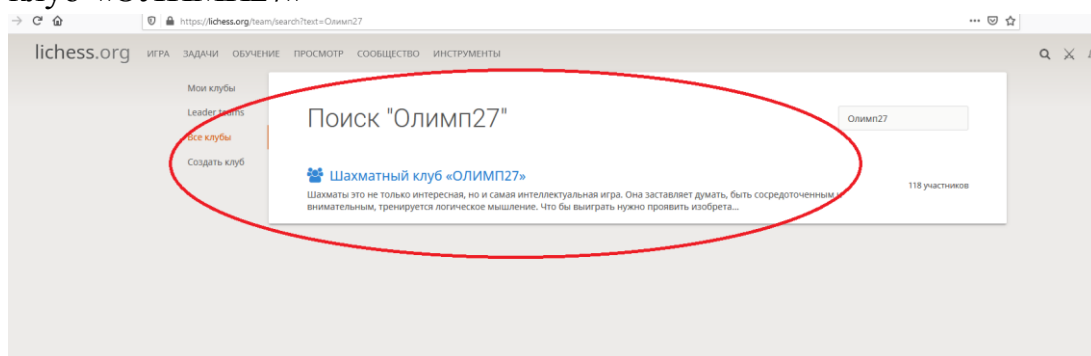 клуб «ОЛИМП27»
https://lichess.org/team/search?text=Олимп27
lichess.org ИГРА ЗАДАЧИ ОБУЧЕНИЕ ПРОСМОТР СООБЩЕСТВО ИНСТРУМЕНТЫ
Мои клубы
Leader teams
Все клубы
Создать клуб
Поиск "Олимп27"
Олимп27
Шахматный клуб «ОЛИМП27»
118 участников
Шахматы это не только интересная, но и самая интеллектуальная игра. Она заставляет думать, быть сосредоточенным и
внимательным, тренируется логическое мышление. Что бы выиграть нужно проявить изобрета...